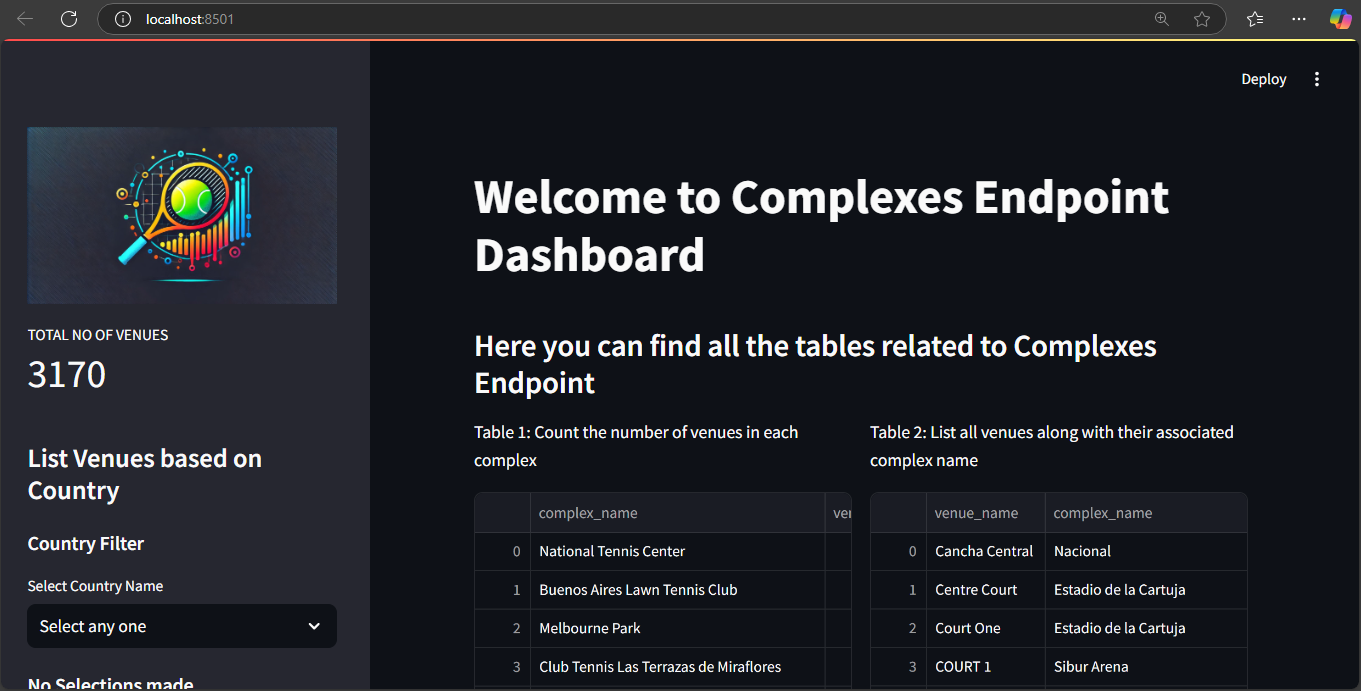 localhost:8501
Deploy
TOTAL NO OF VENUES
3170
List Venues based on
Country
Country Filter
Select Country Name
Select any one
No Selections made
Welcome to Complexes Endpoint
Dashboard
Here you can find all the tables related to Complexes
Endpoint
Table 1: Count the number of venues in each
complex
complex_name
0 National Tennis Center
1 Buenos Aires Lawn Tennis Club
2 Melbourne Park
3 Club Tennis Las Terrazas de Miraflores
Table 2: List all venues along with their associated
complex name
venue_name complex_name
0 Cancha Central Nacional
1 Centre Court Estadio de la Cartuja
2 Court One Estadio de la Cartuja
3 COURT 1 Sibur Arena